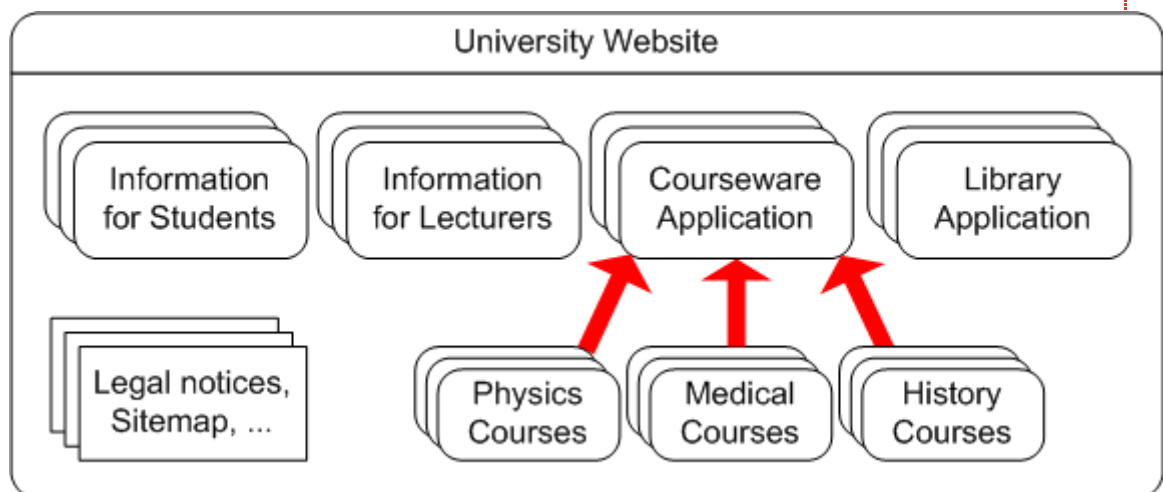 University Website
Information
for Students
Information
for Lecturers
Courseware
Application
Library
Application
Legal notices,
Sitemap, ...
Physics
Courses
Medical
Courses
History
Courses